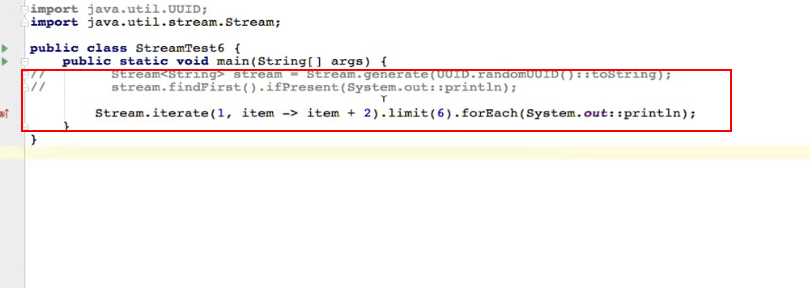 import java.util.UUID;
import java.util.stream.Stream;
public class StreamTest6 {
public static void main(String[] args) {
// Stream<String> stream = Stream.generate(UUID.randomUUID()::toString);
// stream.findFirst().ifPresent(System.out::println);
Stream.iterate(1, item -> item + 2).limit(6).forEach(System.out::println);
}
}